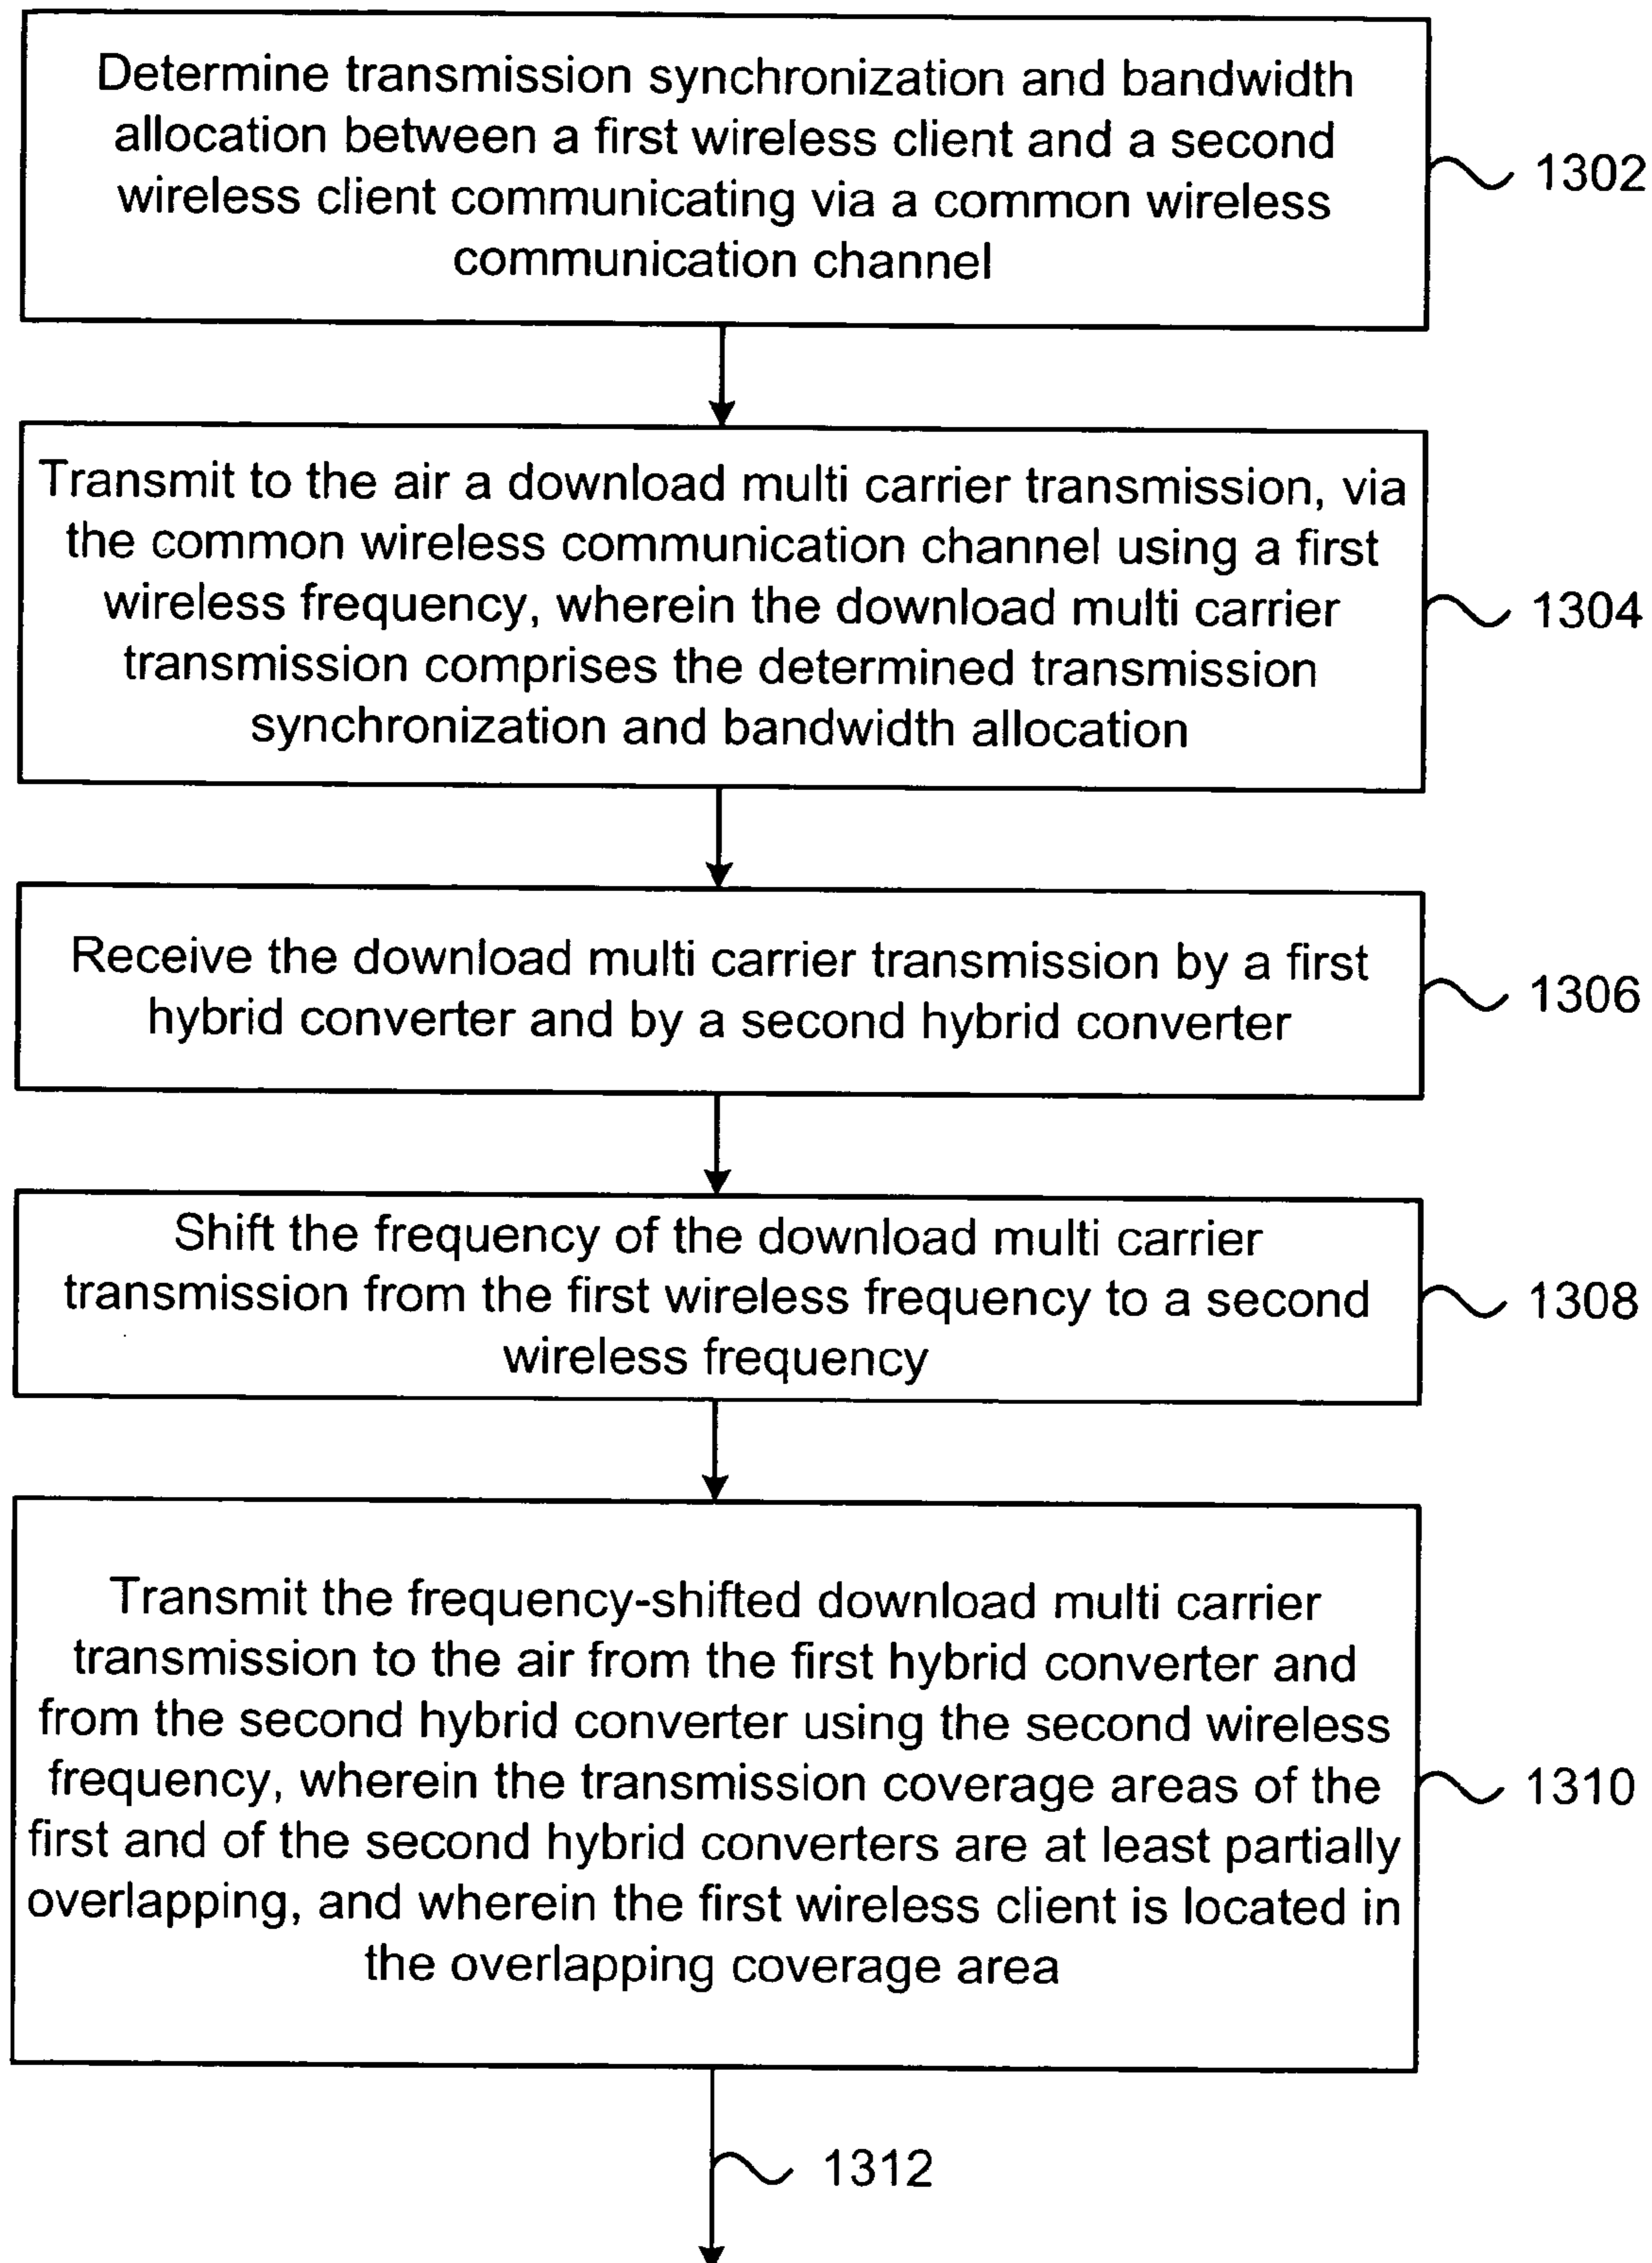 Determine transmission synchronization and bandwidth
allocation between a first wireless client and a second
wireless client communicating via a common wireless
communication channel
1302
Transmit to the air a download multi carrier transmission, via
the common wireless communication channel using a first
wireless frequency, wherein the download multi carrier
transmission comprises the determined transmission
synchronization and bandwidth allocation
1304
Receive the download multi carrier transmission by a first
hybrid converter and by a second hybrid converter
1306
Shift the frequency of the download multi carrier
transmission from the first wireless frequency to a second
wireless frequency
1308
Transmit the frequency-shifted download multi carrier
transmission to the air from the first hybrid converter and
from the second hybrid converter using the second wireless
frequency, wherein the transmission coverage areas of the
first and of the second hybrid converters are at least partially
overlapping, and wherein the first wireless client is located in
the overlapping coverage area
1310
1312